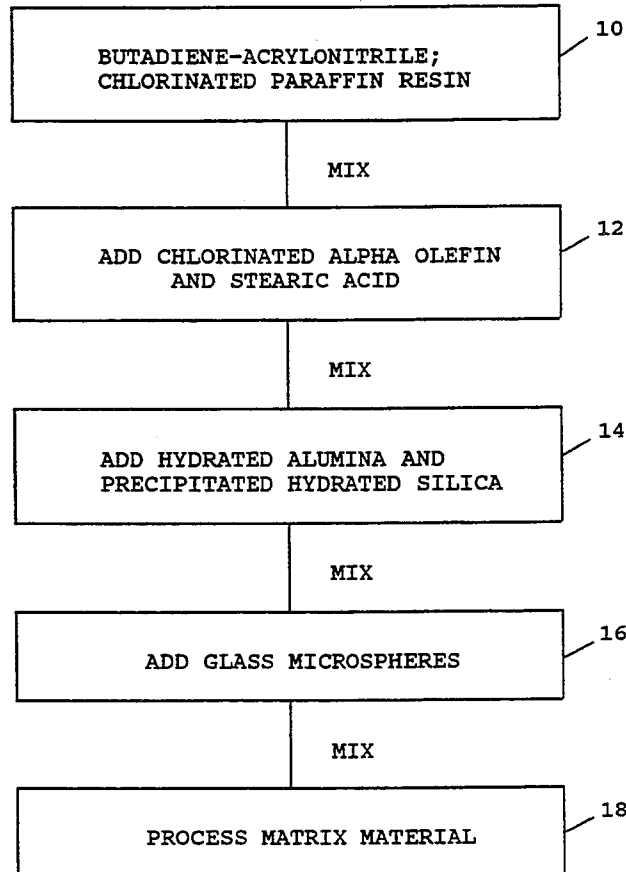 10
BUTADIENE-ACRYLONITRILE;
CHLORINATED PARAFFIN RESIN
MIX
12
ADD CHLORINATED ALPHA OLEFIN
AND STEARIC ACID
MIX
14
ADD HYDRATED ALUMINA AND
PRECIPITATED HYDRATED SILICA
MIX
16
ADD GLASS MICROSPHERES
MIX
18
PROCESS MATRIX MATERIAL